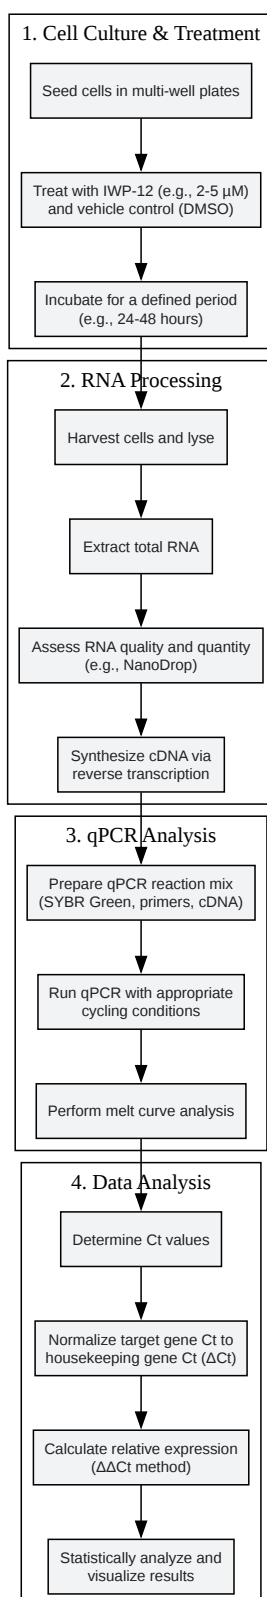 1. Cell Culture & Treatment
Seed cells in multi-well plates
Treat with IWP-12 (e.g., 2-5 µM)
and vehicle control (DMSO)
Incubate for a defined period
(e.g., 24-48 hours)
2. RNA Processing
Harvest cells and lyse
Extract total RNA
Assess RNA quality and quantity
(e.g., NanoDrop)
Synthesize cDNA via
reverse transcription
3. qPCR Analysis
Prepare qPCR reaction mix
(SYBR Green, primers, cDNA)
Run qPCR with appropriate
cycling conditions
Perform melt curve analysis
4. Data Analysis
Determine Ct values
Normalize target gene Ct to
housekeeping gene Ct (ΔCt)
Calculate relative expression
(ΔΔCt method)
Statistically analyze and
visualize results